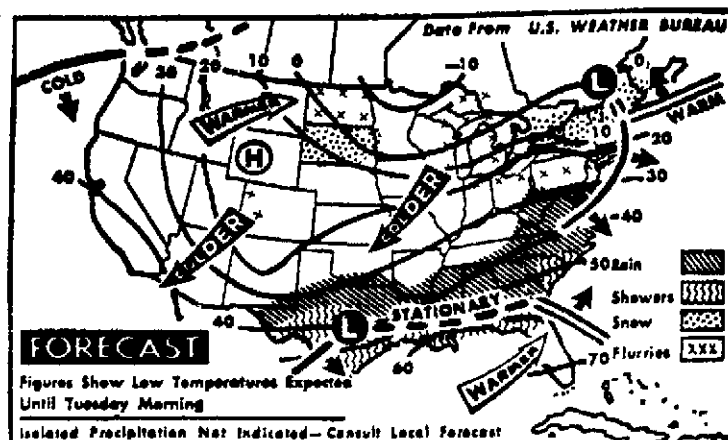 Data From U.S. WEATHER BUREAU
COLD
30
20
10
0
-10
0
L
WARMER
WARM
H
10
20
30
40
40
COLDER
COLDER
50
Rain
Showers
Snow
Flurries
XXX
40
L
STATIONARY
60
70
WARMER
FORECAST
Figures Show Low Temperatures Expected
Until Tuesday Morning
Isolated Precipitation Not Indicated—Consult Local Forecast